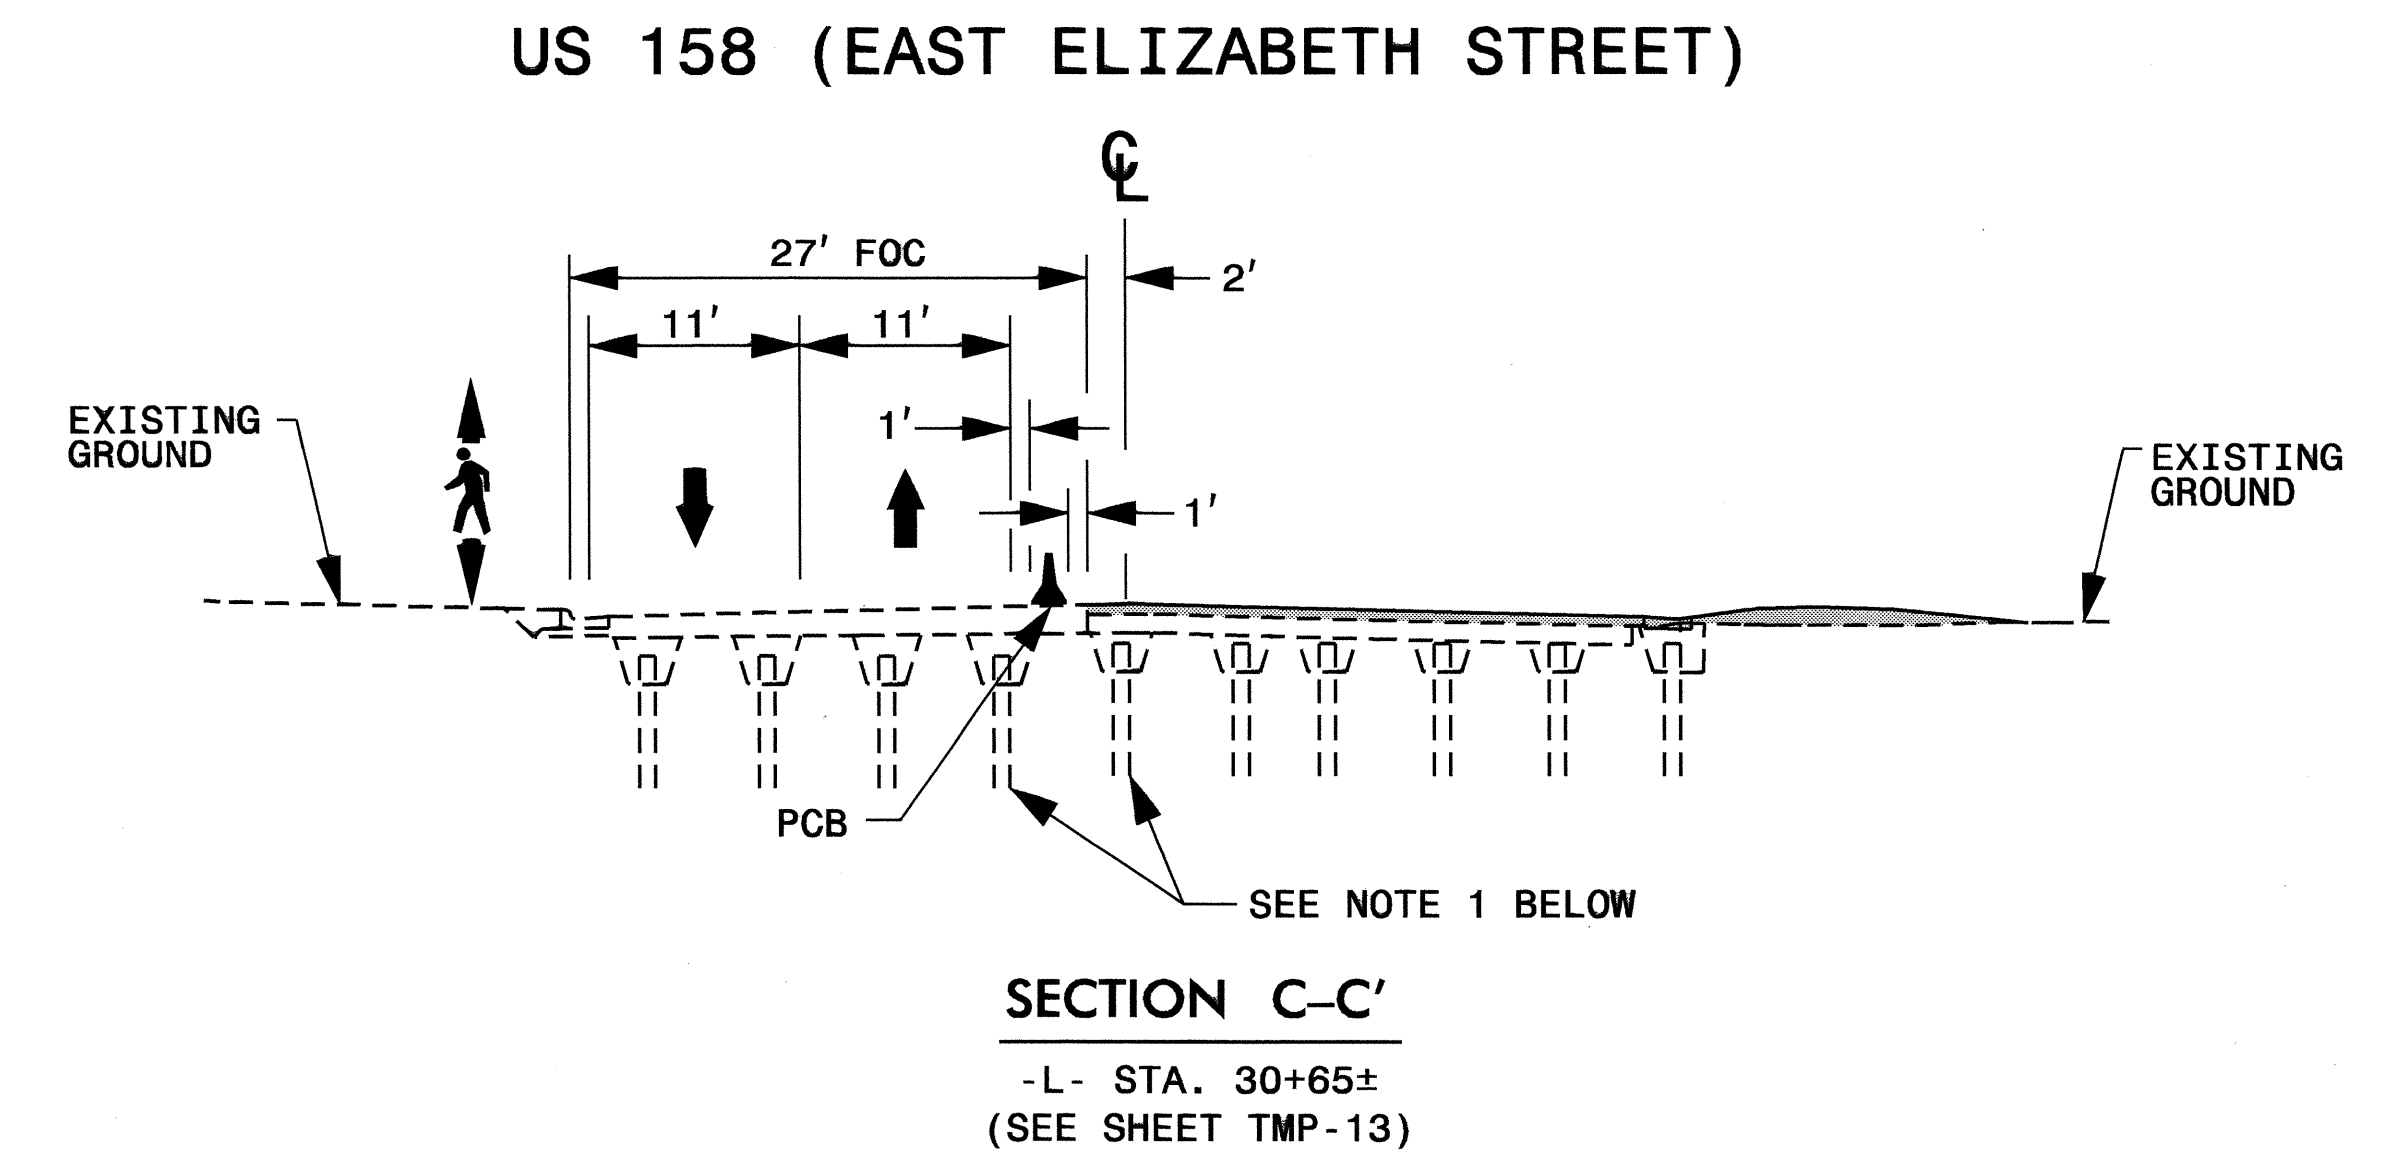 US 158 (EAST ELIZABETH STREET)
℄
27' FOC
2'
11'
11'
1'
1'
EXISTING
GROUND
EXISTING
GROUND
PCB
SEE NOTE 1 BELOW
SECTION C–C'
-L- STA. 30+65±
(SEE SHEET TMP-13)